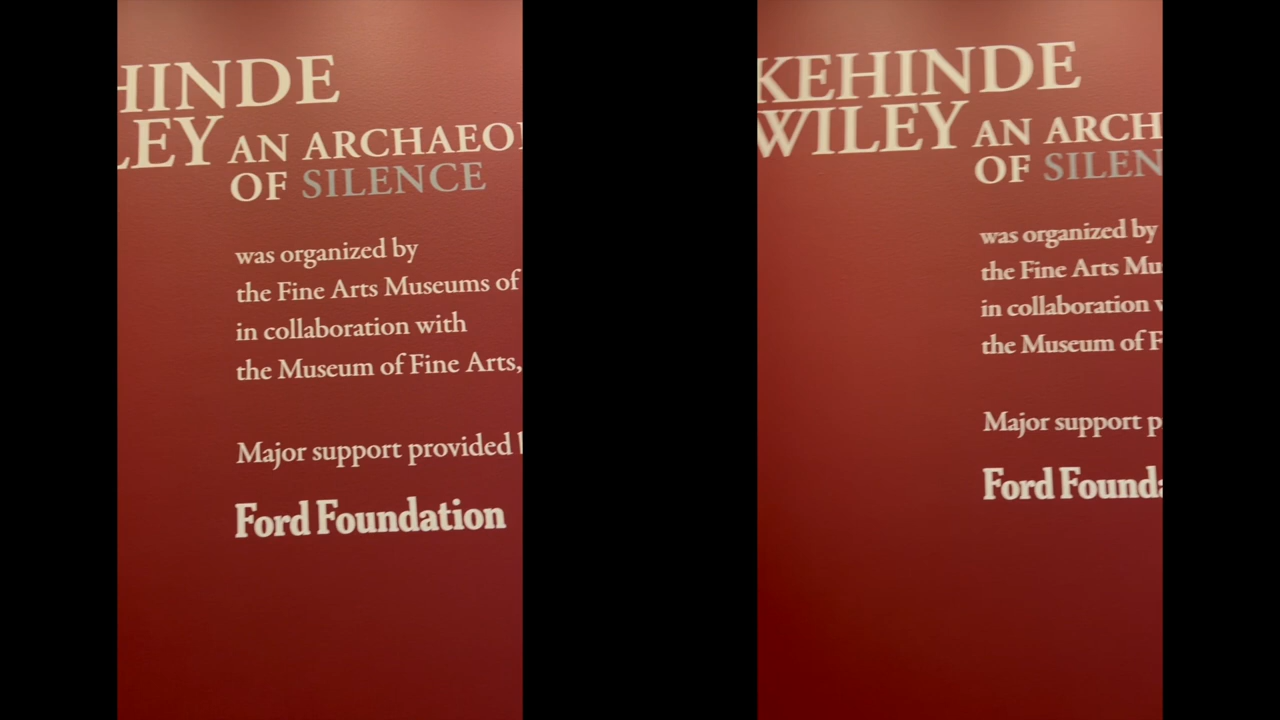 HINDE
LEY AN ARCHAEO
OF SILENCE
was organized by
the Fine Arts Museums of
in collaboration with
the Museum of Fine Arts,
Major support provided
Ford Foundation
KEHINDE
WILEY AN ARCH
OF SILEN
was organized by
the Fine Arts Mu
in collaboration
the Museum of F
Major support p
Ford Founda